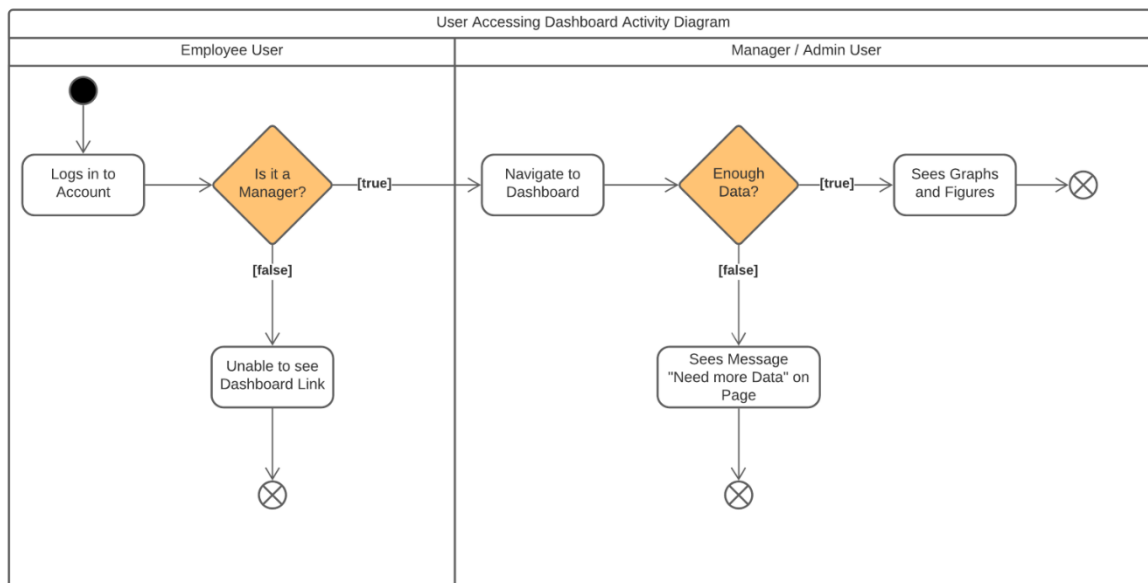 User Accessing Dashboard Activity Diagram
Employee User
Manager / Admin User
Logs in to
Account
Is it a
Manager?
[true]
Navigate to
Dashboard
Enough
Data?
[true]
Sees Graphs
and Figures
[false]
[false]
Unable to see
Dashboard Link
Sees Message
"Need more Data" on
Page